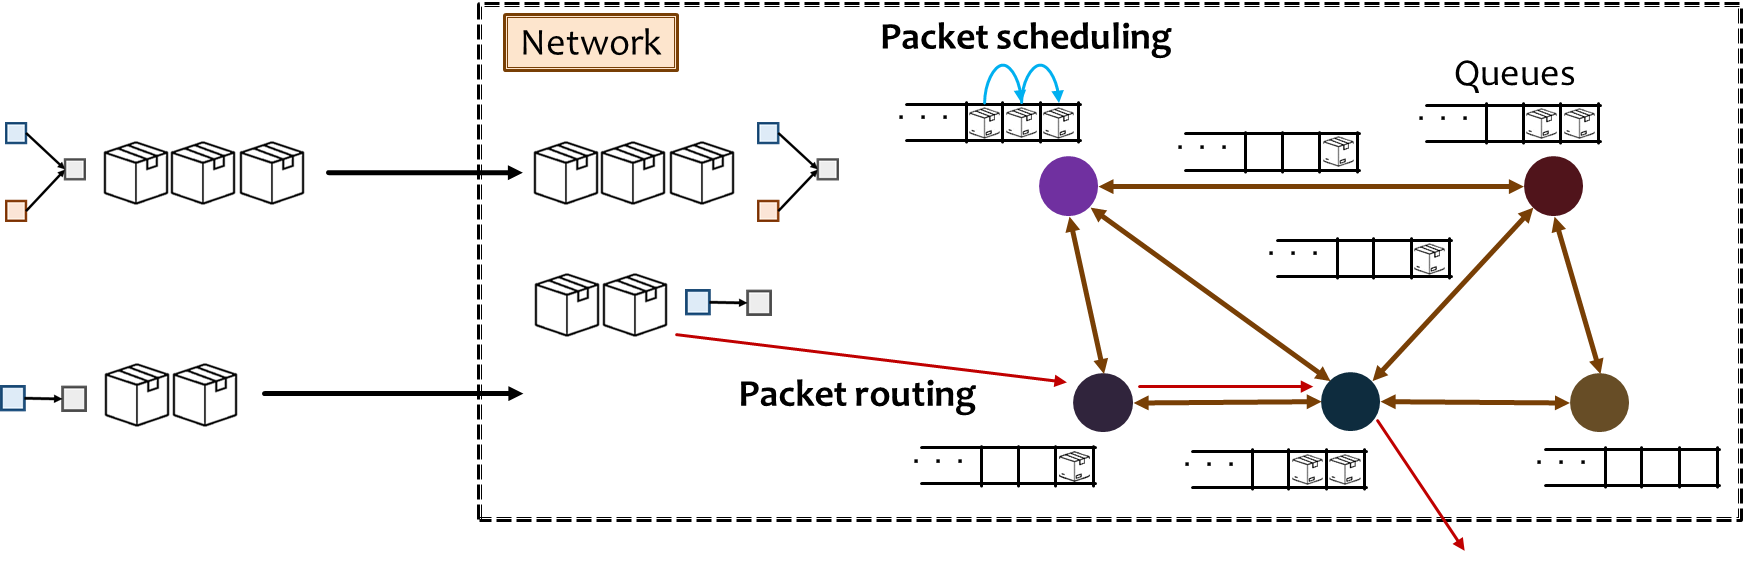 Network
Packet scheduling
Queues
Packet routing